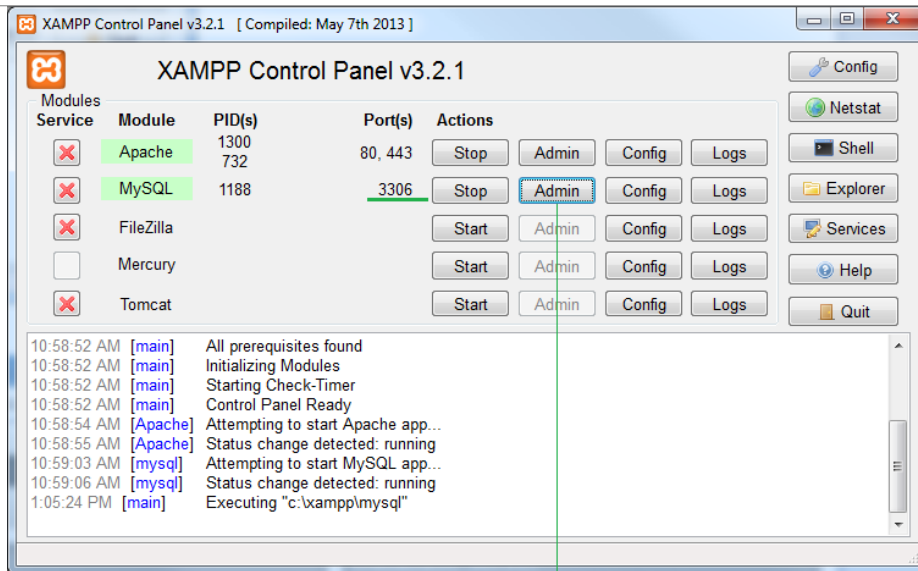 XAMPP Control Panel v3.2.1 [ Compiled: May 7th 2013 ]
XAMPP Control Panel v3.2.1
Config
Modules
Netstat
Service Module PID(s) Port(s) Actions
Apache 1300 80, 443 Stop Admin Config Logs Shell
732
MySQL 1188 3306 Stop Admin Config Logs Explorer
FileZilla Start Admin Config Logs Services
Mercury Start Admin Config Logs Help
Tomcat Start Admin Config Logs Quit
10:58:52 AM [main] All prerequisites found
10:58:52 AM [main] Initializing Modules
10:58:52 AM [main] Starting Check-Timer
10:58:52 AM [main] Control Panel Ready
10:58:54 AM [Apache] Attempting to start Apache app...
10:58:55 AM [Apache] Status change detected: running
10:59:03 AM [mysql] Attempting to start MySQL app...
10:59:06 AM [mysql] Status change detected: running
1:05:24 PM [main] Executing "c:\xampp\mysql"